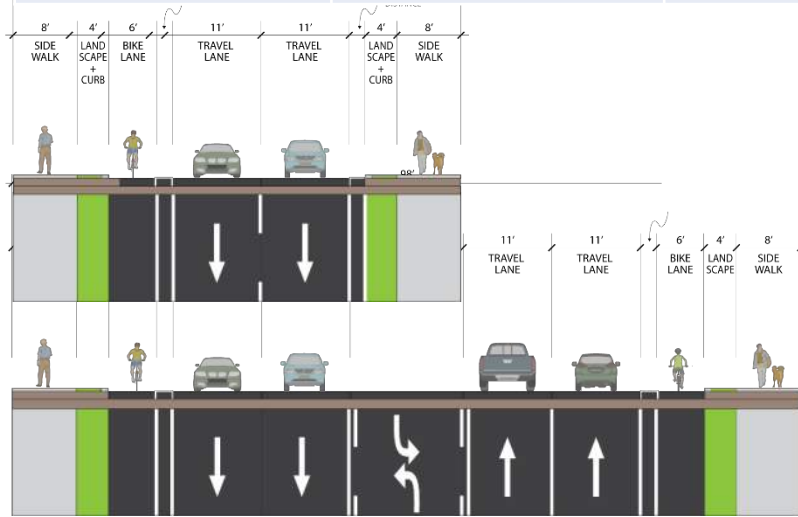 8' 4' 6' 11' 11' 4' 8'
SIDE WALK
LAND SCAPE + CURB
BIKE LANE
TRAVEL LANE
TRAVEL LANE
LAND SCAPE + CURB
SIDE WALK
98'
11' 11' 6' 4' 8'
TRAVEL LANE
TRAVEL LANE
BIKE LANE
LAND SCAPE
SIDE WALK